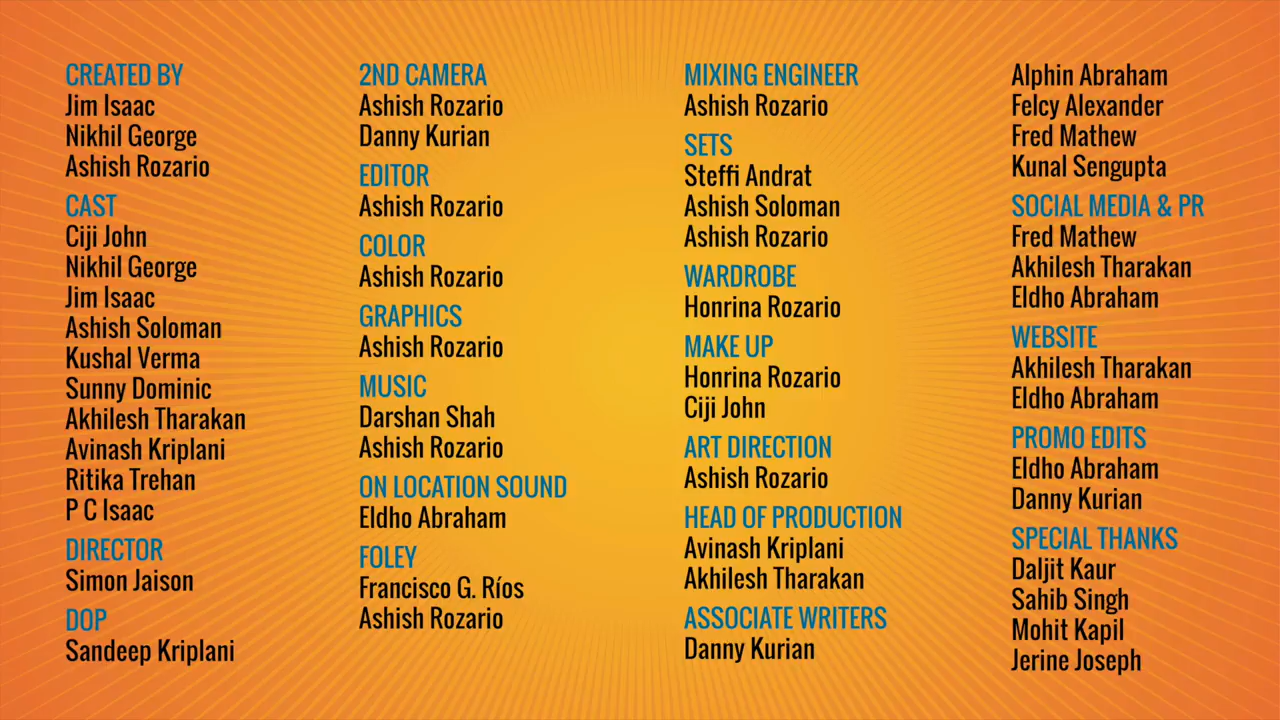 CREATED BY
Jim Isaac
Nikhil George
Ashish Rozario
CAST
Ciji John
Nikhil George
Jim Isaac
Ashish Soloman
Kushal Verma
Sunny Dominic
Akhilesh Tharakan
Avinash Kriplani
Ritika Trehan
P C Isaac
DIRECTOR
Simon Jaison
DOP
Sandeep Kriplani
2ND CAMERA
Ashish Rozario
Danny Kurian
EDITOR
Ashish Rozario
COLOR
Ashish Rozario
GRAPHICS
Ashish Rozario
MUSIC
Darshan Shah
Ashish Rozario
ON LOCATION SOUND
Eldho Abraham
FOLEY
Francisco G. Ríos
Ashish Rozario
MIXING ENGINEER
Ashish Rozario
SETS
Steffi Andrat
Ashish Soloman
Ashish Rozario
WARDROBE
Honrina Rozario
MAKE UP
Honrina Rozario
Ciji John
ART DIRECTION
Ashish Rozario
HEAD OF PRODUCTION
Avinash Kriplani
Akhilesh Tharakan
ASSOCIATE WRITERS
Danny Kurian
Alphin Abraham
Felcy Alexander
Fred Mathew
Kunal Sengupta
SOCIAL MEDIA & PR
Fred Mathew
Akhilesh Tharakan
Eldho Abraham
WEBSITE
Akhilesh Tharakan
Eldho Abraham
PROMO EDITS
Eldho Abraham
Danny Kurian
SPECIAL THANKS
Daljit Kaur
Sahib Singh
Mohit Kapil
Jerine Joseph